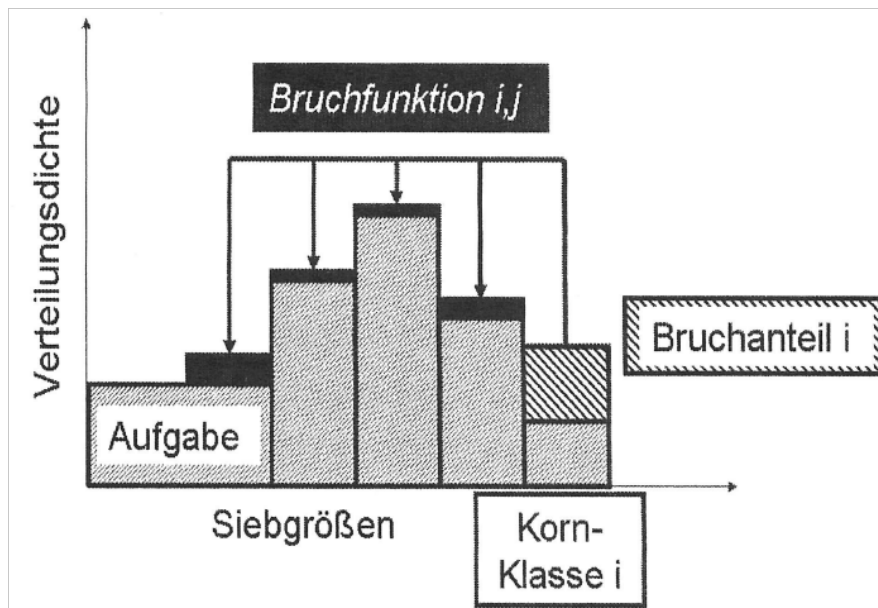 Bruchfunktion i,j
Verteilungsdichte
Bruchanteil i
Aufgabe
Siebgrößen
Korn-
Klasse i